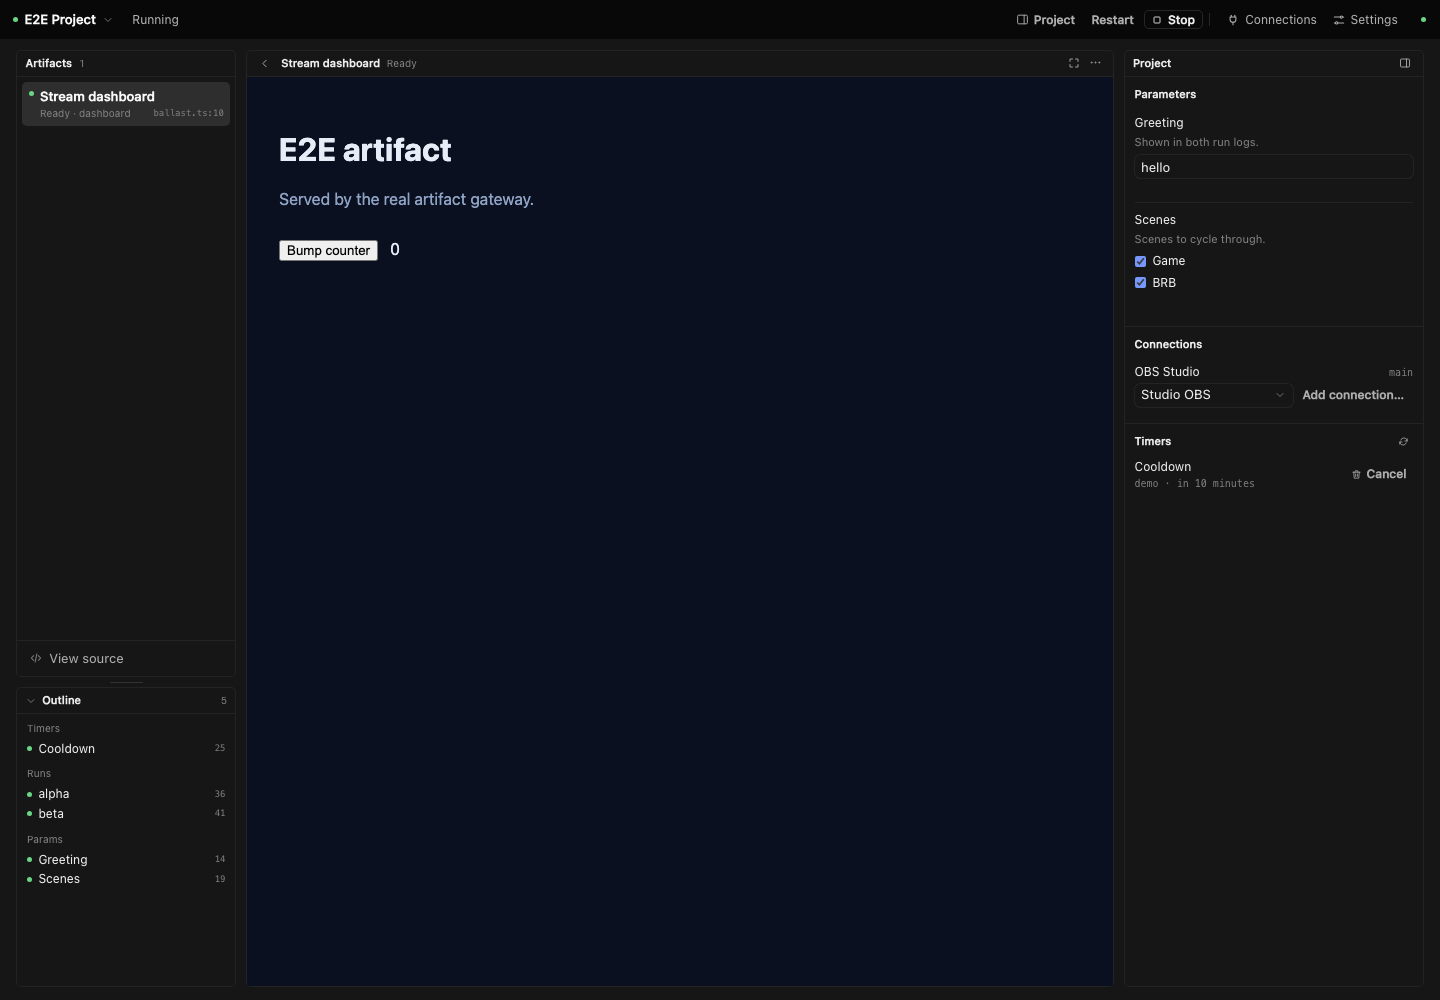 E2E Project
Running
Project
Restart
Stop
Connections
Settings
Artifacts 1
Stream dashboard
Ready · dashboard ballast.ts:10
View source
Outline 5
Timers
Cooldown 25
Runs
alpha 36
beta 41
Params
Greeting 14
Scenes 19
Stream dashboard Ready
E2E artifact
Served by the real artifact gateway.
Bump counter 0
Project
Parameters
Greeting
Shown in both run logs.
hello
Scenes
Scenes to cycle through.
Game
BRB
Connections
OBS Studio main
Studio OBS Add connection...
Timers
Cooldown
demo · in 10 minutes
Cancel